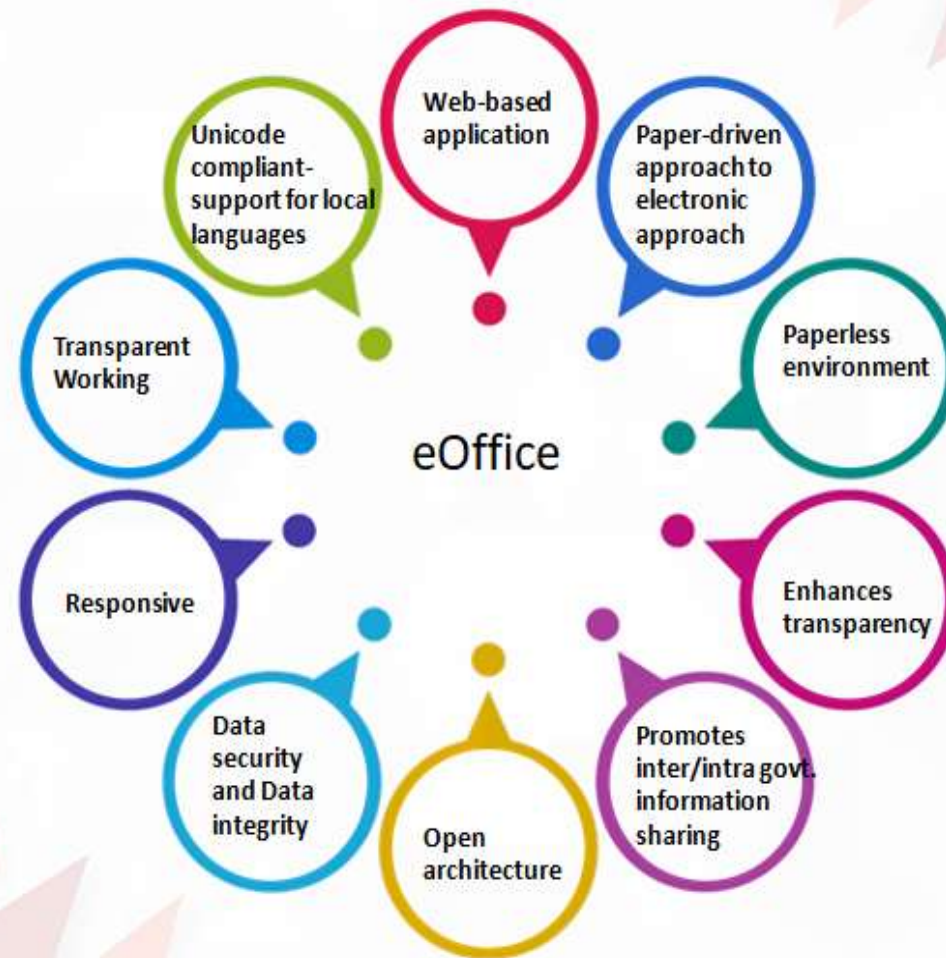 Web-based
application
Paper-driven
approach to
electronic
approach
Paperless
environment
Enhances
transparency
Promotes
inter/intra govt.
information
sharing
Open
architecture
Data
security
and Data
integrity
Responsive
Transparent
Working
Unicode
compliant-
support for local
languages
eOffice